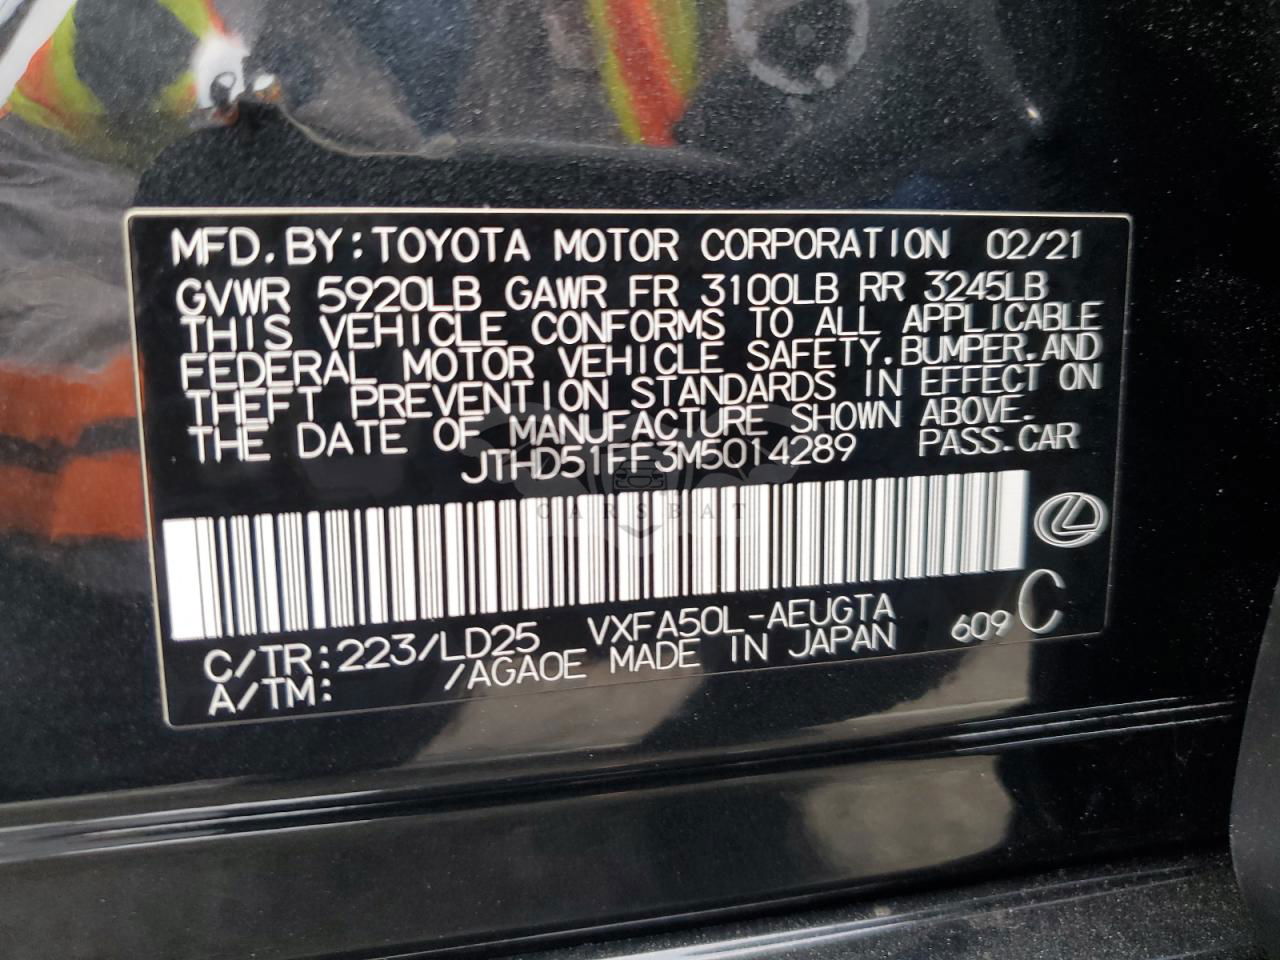 MFD. BY: TOYOTA MOTOR CORPORATION 02/21
GVWR 5920LB GAWR FR 3100LB RR 3245LB
THIS VEHICLE CONFORMS TO ALL APPLICABLE
FEDERAL MOTOR VEHICLE SAFETY, BUMPER, AND
THEFT PREVENTION STANDARDS IN EFFECT ON
THE DATE OF MANUFACTURE SHOWN ABOVE.
JTHD51FF3M5014289 PASS. CAR
CARSBAT
C/TR: 223/LD25 VXFA50L-AEUGTA 609 C
A/TM: /AGAOE MADE IN JAPAN